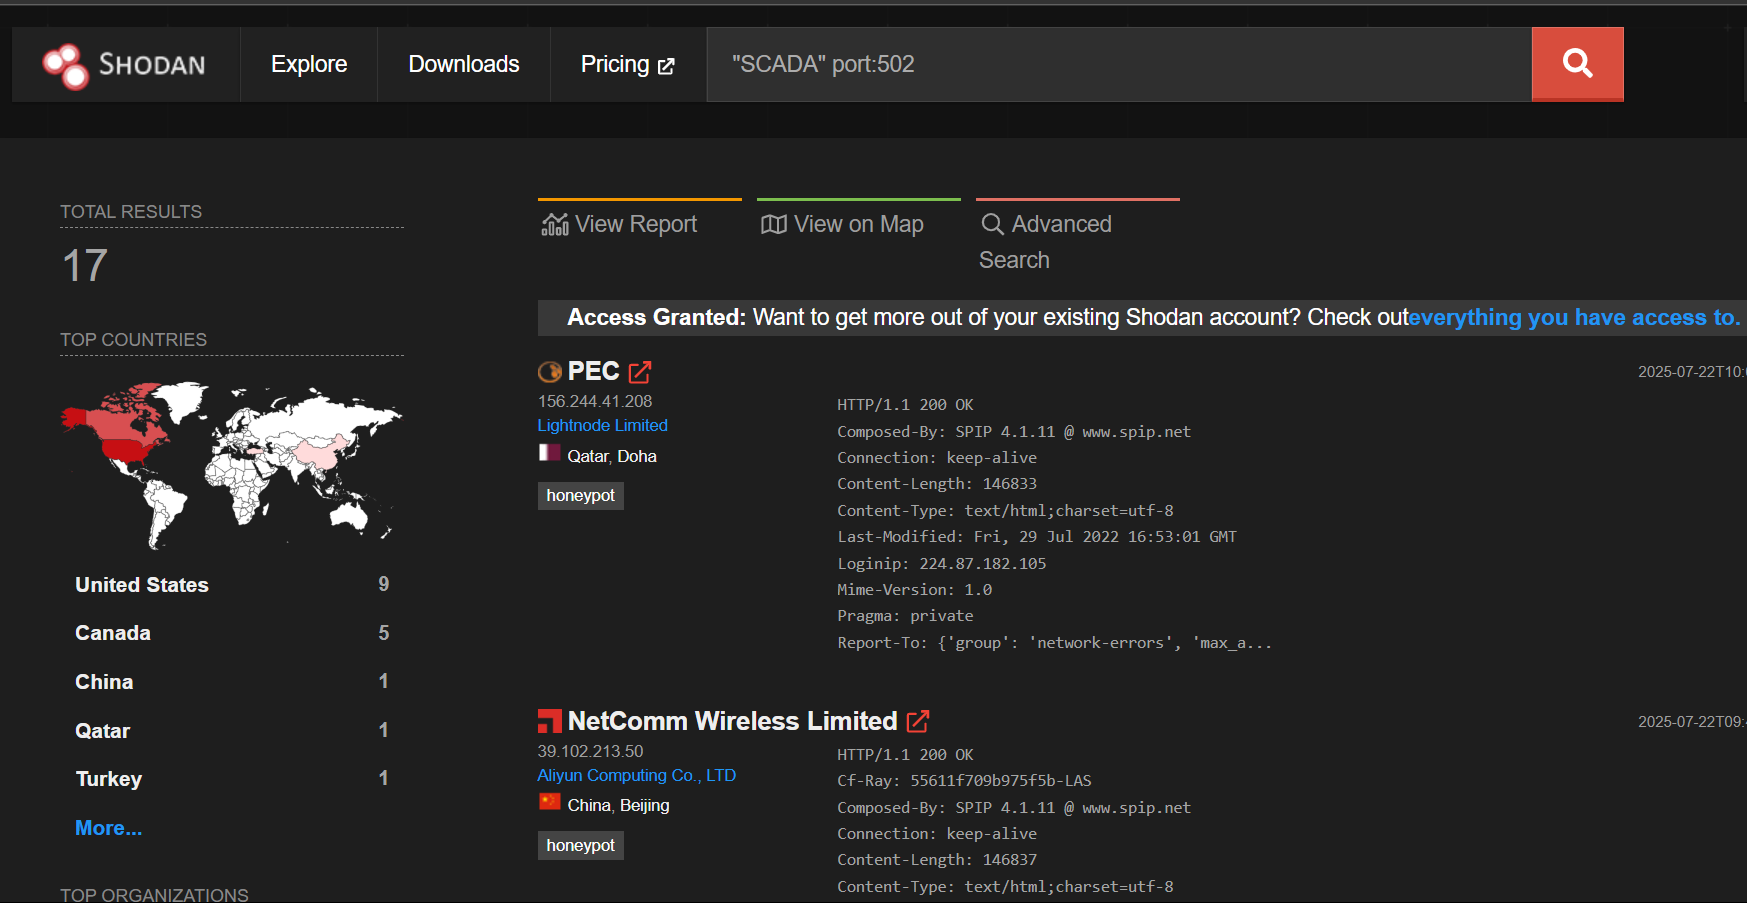 SHODAN
Explore
Downloads
Pricing
"SCADA" port:502
TOTAL RESULTS
17
TOP COUNTRIES
United States 9
Canada 5
China 1
Qatar 1
Turkey 1
More...
TOP ORGANIZATIONS
View Report
View on Map
Advanced
Search
Access Granted: Want to get more out of your existing Shodan account? Check outeverything you have access to.
PEC
156.244.41.208
Lightnode Limited
Qatar, Doha
honeypot
2025-07-22T10:
HTTP/1.1 200 OK
Composed-By: SPIP 4.1.11 @ www.spip.net
Connection: keep-alive
Content-Length: 146833
Content-Type: text/html;charset=utf-8
Last-Modified: Fri, 29 Jul 2022 16:53:01 GMT
Loginip: 224.87.182.105
Mime-Version: 1.0
Pragma: private
Report-To: {'group': 'network-errors', 'max_a...
NetComm Wireless Limited
39.102.213.50
Aliyun Computing Co., LTD
China, Beijing
honeypot
2025-07-22T09:
HTTP/1.1 200 OK
Cf-Ray: 55611f709b975f5b-LAS
Composed-By: SPIP 4.1.11 @ www.spip.net
Connection: keep-alive
Content-Length: 146837
Content-Type: text/html;charset=utf-8